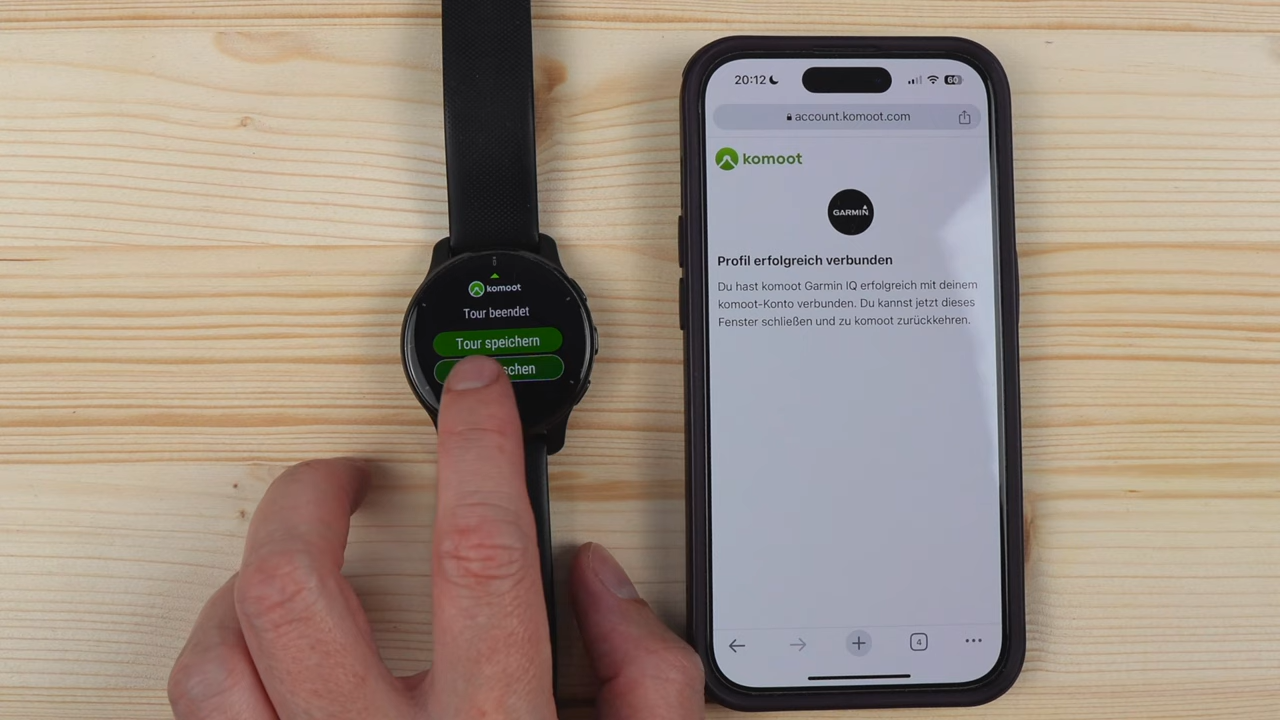 komoot
Tour beendet
Tour speichern
20:12
60
account.komoot.com
komoot
GARMIN
Profil erfolgreich verbunden
Du hast komoot Garmin IQ erfolgreich mit deinem
komoot-Konto verbunden. Du kannst jetzt dieses
Fenster schließen und zu komoot zurückkehren.
4